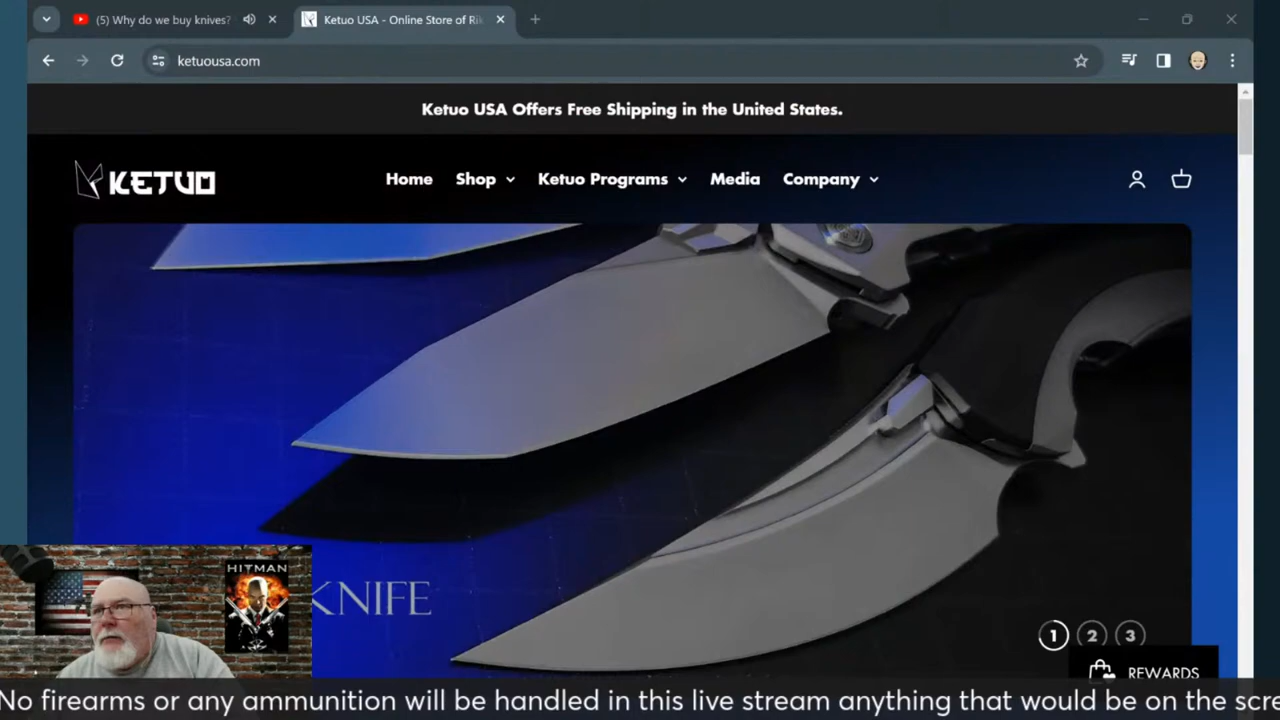 (5) Why do we buy knives?
Ketuo USA - Online Store of Rik
ketuousa.com
Ketuo USA Offers Free Shipping in the United States.
KETUO
Home Shop Ketuo Programs Media Company
HITMAN
KNIFE
1 2 3
REWARDS
No firearms or any ammunition will be handled in this live stream anything that would be on the scre